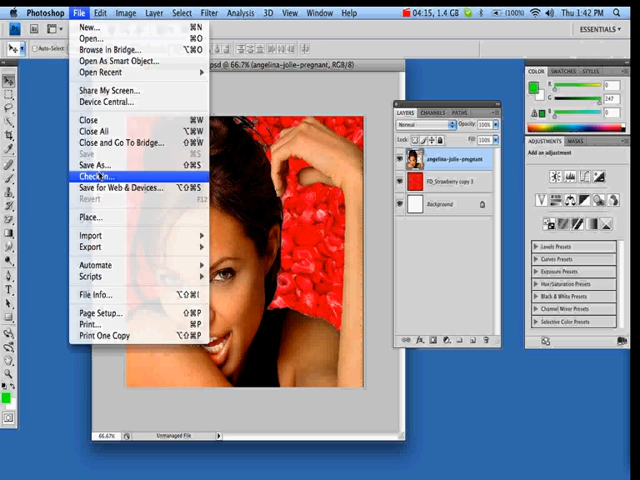 Photoshop File Edit Image Layer Select Filter Analysis 3D View Window Help 04:15, 1.4 GB (100%) Thu 1:42 PM
Auto-Select: ESSENTIALS
.psd @ 66.7% (angelina-jolie-pregnant, RGB/8)
New... ⌘N
Open... ⌘O
Browse in Bridge... ⌥⌘O
Open As Smart Object...
Open Recent
Share My Screen...
Device Central...
Close ⌘W
Close All ⌥⌘W
Close and Go To Bridge... ⇧⌘W
Save ⌘S
Save As... ⇧⌘S
Check In...
Save for Web & Devices... ⌥⇧⌘S
Revert F12
Place...
Import
Export
Automate
Scripts
File Info... ⌥⇧⌘I
Page Setup... ⇧⌘P
Print... ⌘P
Print One Copy ⌥⇧⌘P
66.67% Unmanaged File
LAYERS CHANNELS PATHS
Normal Opacity: 100%
Lock: Fill: 100%
angelina-jolie-pregnant
FD_Strawberry copy 3
Background
COLOR SWATCHES STYLES
R 0
G 247
B 0
ADJUSTMENTS MASKS
Add an adjustment
Levels Presets
Curves Presets
Exposure Presets
Hue/Saturation Presets
Black & White Presets
Channel Mixer Presets
Selective Color Presets